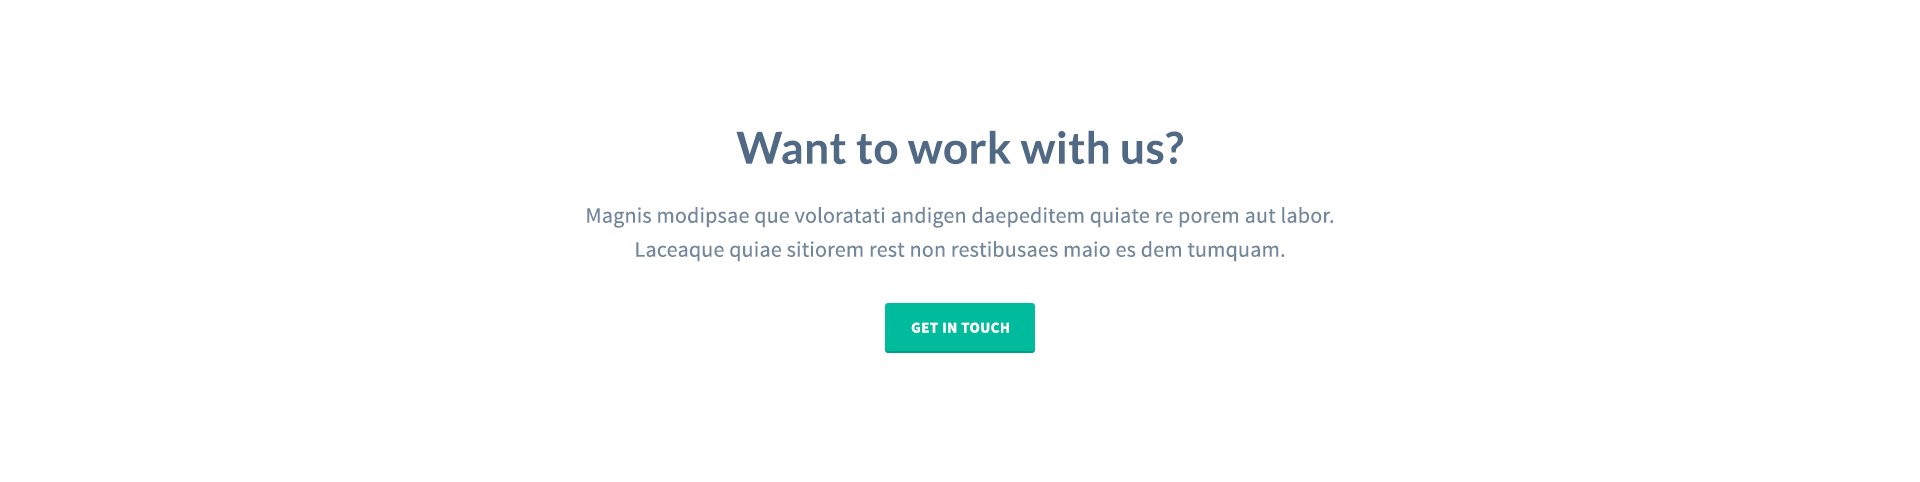 Want to work with us?
Magnis modipsae que voloratati andigen daepeditem quiate re porem aut labor.
Laceaque quiae sitiorem rest non restibusaes maio es dem tumquam.
GET IN TOUCH